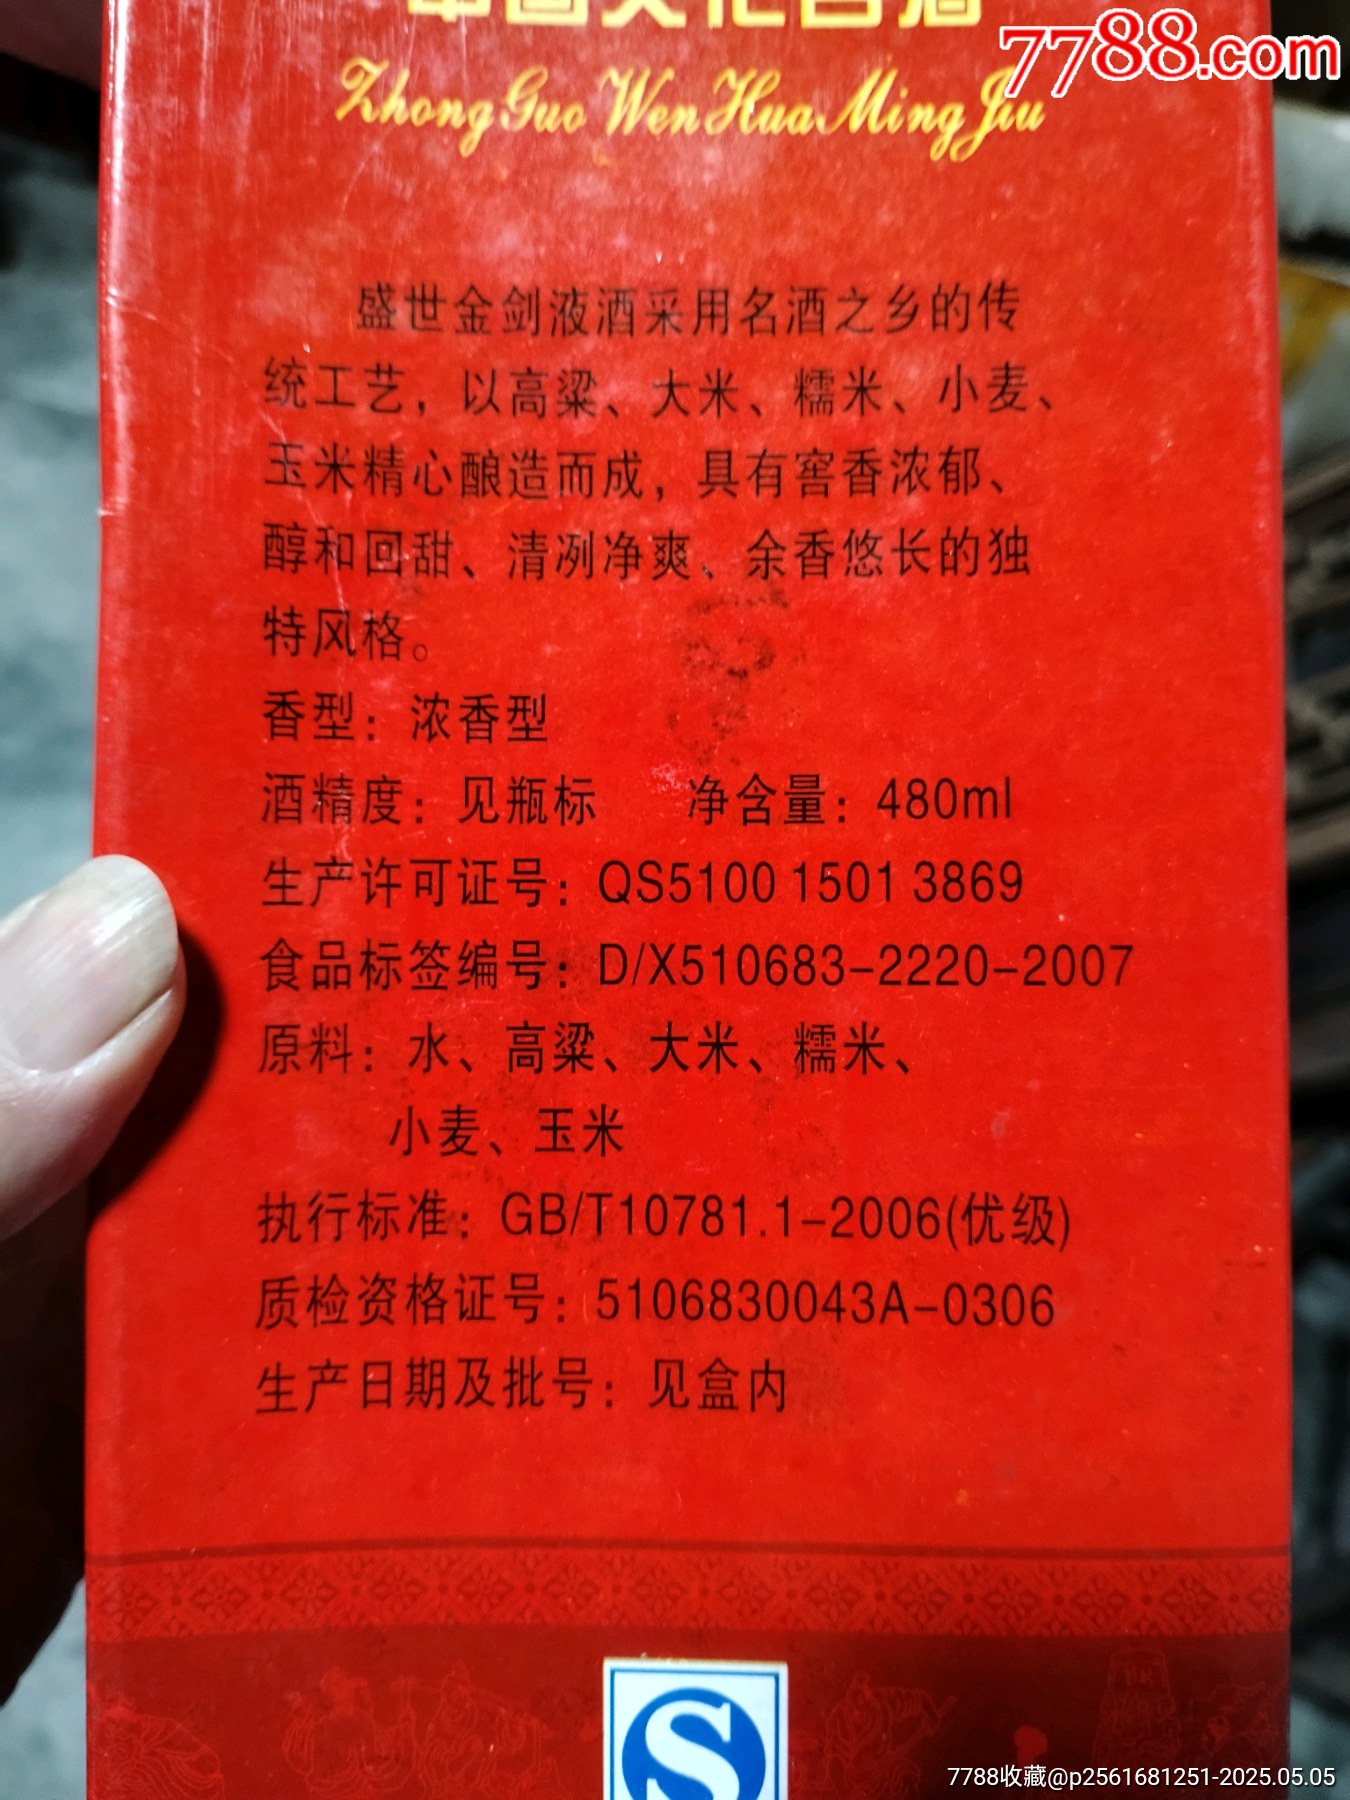 中国文化名酒
7788.com
Zhong Guo Wen Hua Ming Jiu
盛世金剑液酒采用名酒之乡的传
统工艺，以高粱、大米、糯米、小麦、
玉米精心酿造而成，具有窖香浓郁、
醇和回甜、清冽净爽、余香悠长的独
特风格。
香型：浓香型
酒精度：见瓶标 净含量：480ml
生产许可证号：QS5100 1501 3869
食品标签编号：D/X510683-2220-2007
原料：水、高粱、大米、糯米、
小麦、玉米
执行标准：GB/T10781.1-2006(优级)
质检资格证号：5106830043A-0306
生产日期及批号：见盒内
S
7788收藏@p2561681251-2025.05.05